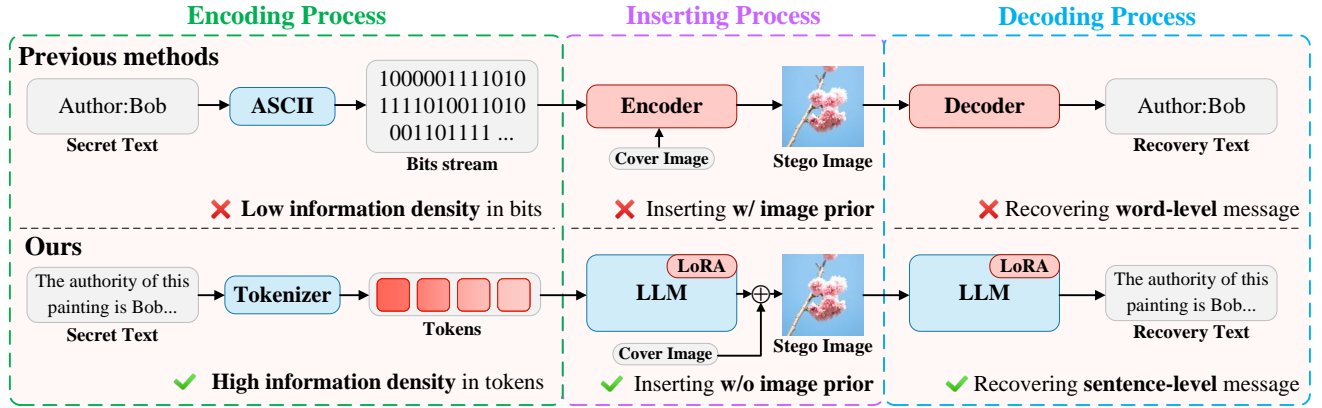 Encoding Process
Inserting Process
Decoding Process
Previous methods
Author:Bob
Secret Text
ASCII
1000001111010
1111010011010
001101111 ...
Bits stream
Encoder
Cover Image
Stego Image
Decoder
Author:Bob
Recovery Text
Low information density in bits
Inserting w/ image prior
Recovering word-level message
Ours
The authority of this
painting is Bob...
Secret Text
Tokenizer
Tokens
LoRA
LLM
Cover Image
Stego Image
LoRA
LLM
The authority of this
painting is Bob...
Recovery Text
High information density in tokens
Inserting w/o image prior
Recovering sentence-level message